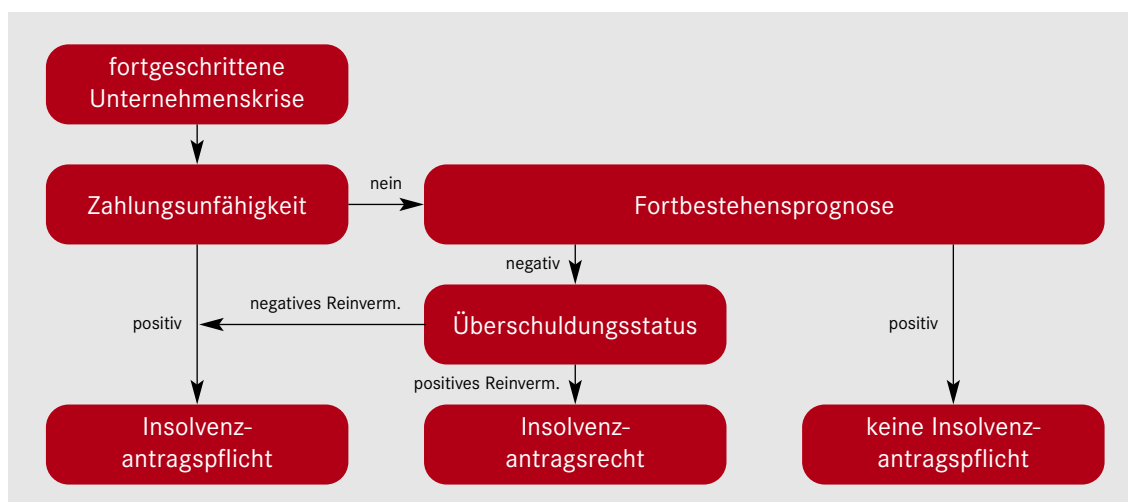 fortgeschrittene
Unternehmenskrise
Zahlungsunfähigkeit
nein
Fortbestehensprognose
negativ
negatives Reinverm.
positiv
Überschuldungsstatus
positiv
positives Reinverm.
Insolvenz-
antragspflicht
Insolvenz-
antragsrecht
keine Insolvenz-
antragspflicht